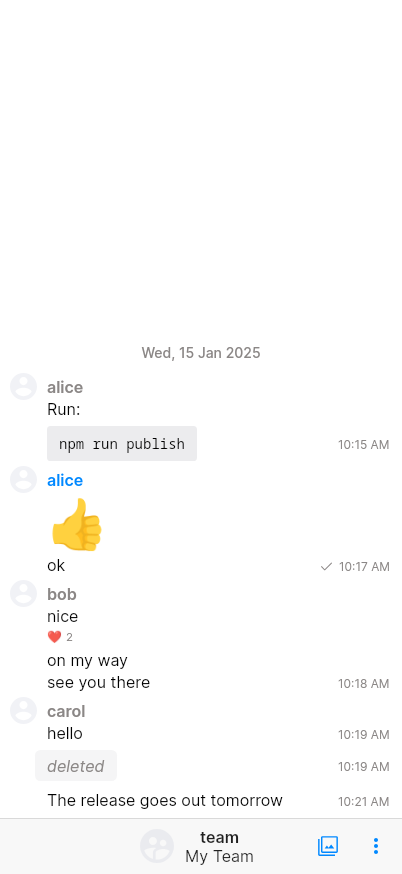 Wed, 15 Jan 2025
alice
Run:
npm run publish
10:15 AM
alice
👍
ok
10:17 AM
bob
nice
❤️ 2
on my way
see you there
10:18 AM
carol
hello
10:19 AM
deleted
10:19 AM
The release goes out tomorrow
10:21 AM
team
My Team